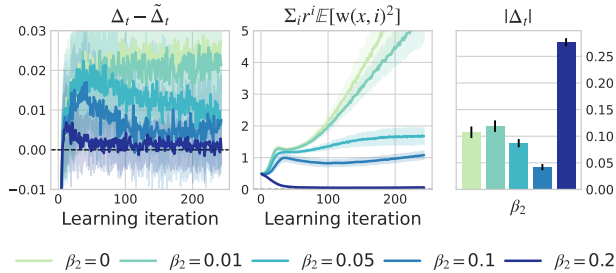 Δ_t − Δ̃_t
0.03
0.02
0.01
0.00
−0.01
0
100
200
Learning iteration
Σ_i r^i 𝔼[w(x, i)^2]
5
4
3
2
1
0
0
100
200
Learning iteration
|Δ_t|
0.25
0.20
0.15
0.10
0.05
0.00
β_2
β_2 = 0
β_2 = 0.01
β_2 = 0.05
β_2 = 0.1
β_2 = 0.2